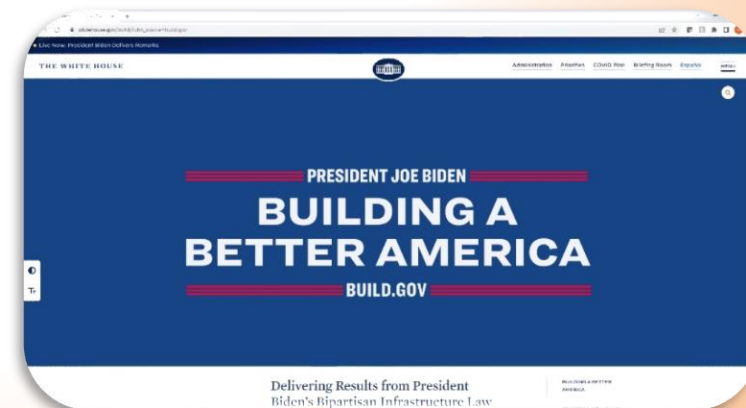 Live Now: President Biden Delivers Remarks
THE WHITE HOUSE
Administration Priorities COVID Plan Briefing Room Español MENU
PRESIDENT JOE BIDEN
BUILDING A
BETTER AMERICA
BUILD.GOV
Delivering Results from President
Biden's Bipartisan Infrastructure Law
BUILDING A BETTER
AMERICA